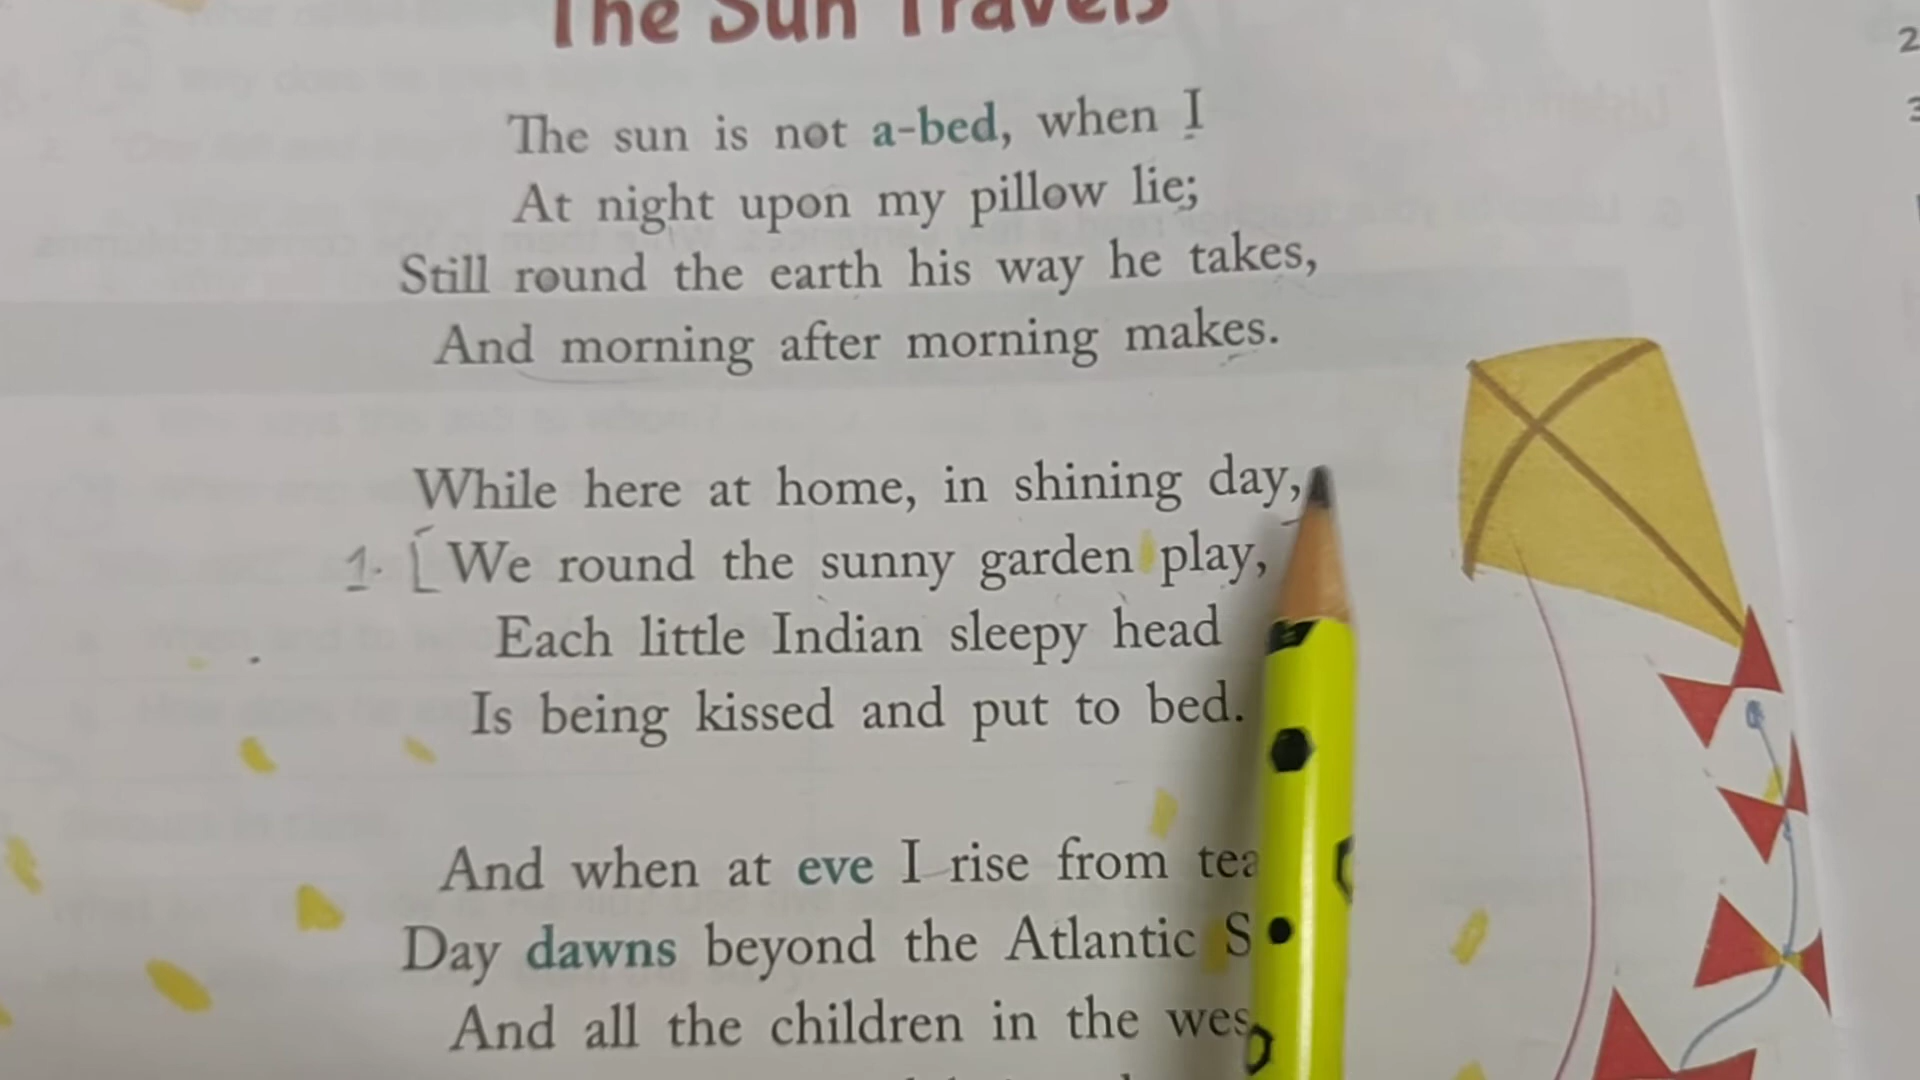 The Sun Travels
The sun is not a-bed, when I
At night upon my pillow lie;
Still round the earth his way he takes,
And morning after morning makes.
While here at home, in shining day,
1. We round the sunny garden play,
Each little Indian sleepy head
Is being kissed and put to bed.
And when at eve I rise from tea
Day dawns beyond the Atlantic S
And all the children in the wes
2
3